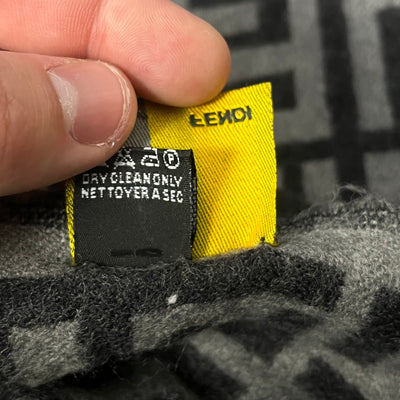 FENDI
P
DRY CLEAN ONLY
NETTOYER A SEC